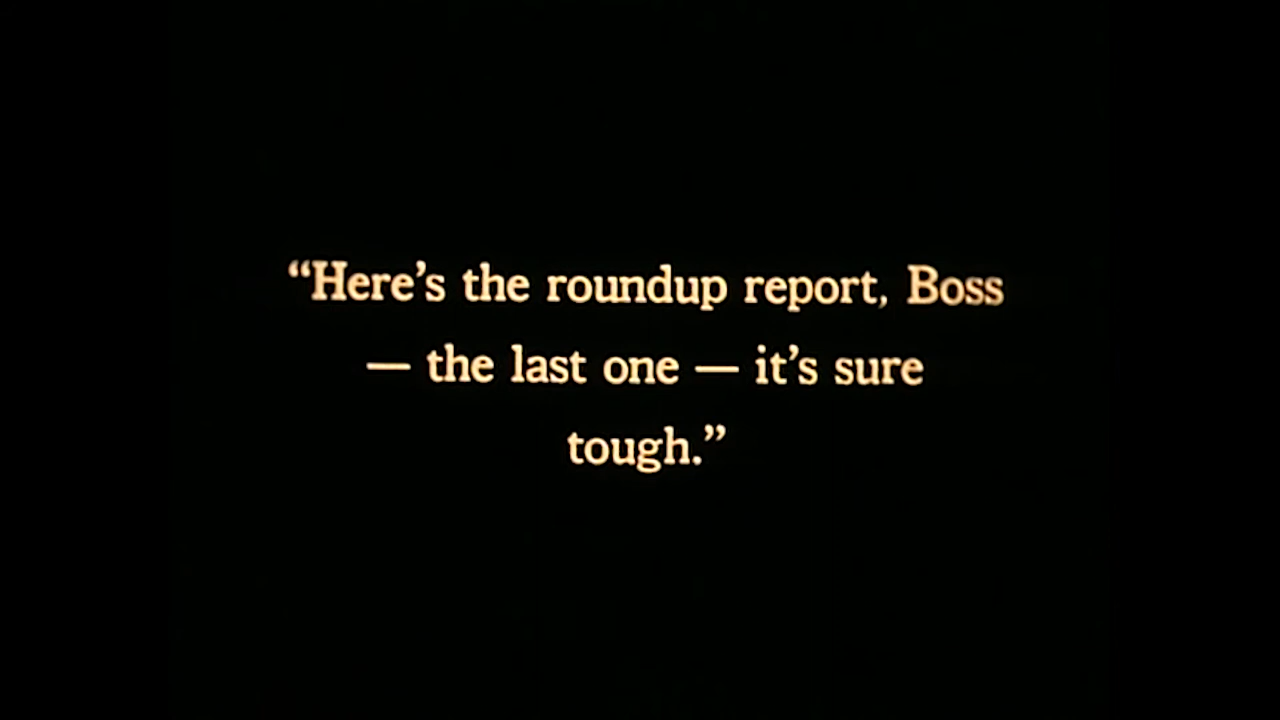 “Here’s the roundup report, Boss
— the last one — it’s sure
tough.”